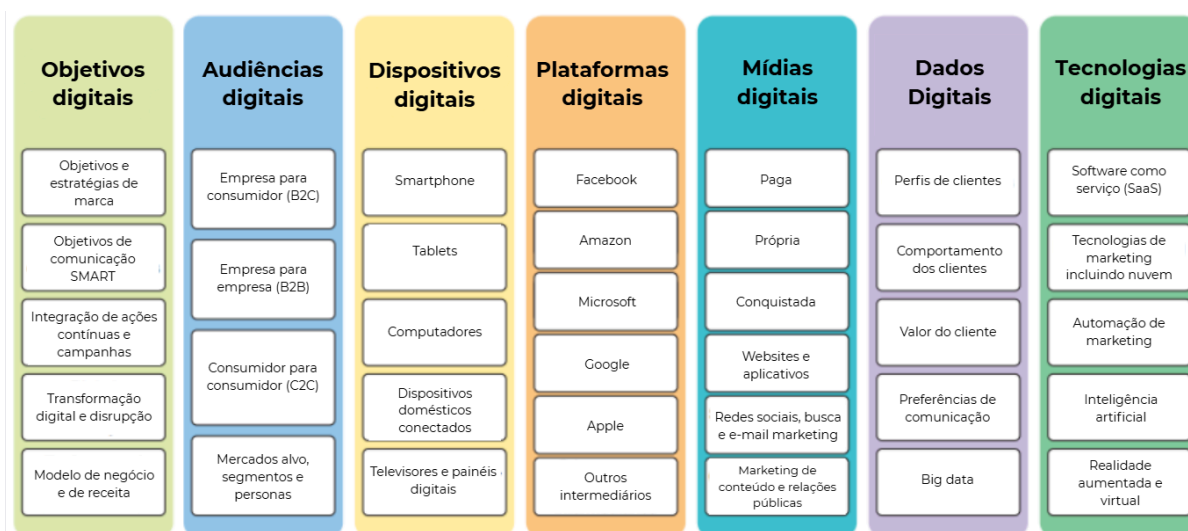 Objetivos
digitais
Objetivos e
estratégias de
marca
Objetivos de
comunicação
SMART
Integração de ações
contínuas e
campanhas
Transformação
digital e disrupção
Modelo de negócio
e de receita
Audiências
digitais
Empresa para
consumidor (B2C)
Empresa para
empresa (B2B)
Consumidor para
consumidor (C2C)
Mercados alvo,
segmentos e
personas
Dispositivos
digitais
Smartphone
Tablets
Computadores
Dispositivos
domésticos
conectados
Televisores e painéis
digitais
Plataformas
digitais
Facebook
Amazon
Microsoft
Google
Apple
Outros
intermediários
Mídias
digitais
Paga
Própria
Conquistada
Websites e
aplicativos
Redes sociais, busca
e e-mail marketing
Marketing de
conteúdo e relações
públicas
Dados
Digitais
Perfis de clientes
Comportamento
dos clientes
Valor do cliente
Preferências de
comunicação
Big data
Tecnologias
digitais
Software como
serviço (SaaS)
Tecnologias de
marketing
incluindo nuvem
Automação de
marketing
Inteligência
artificial
Realidade
aumentada e
virtual